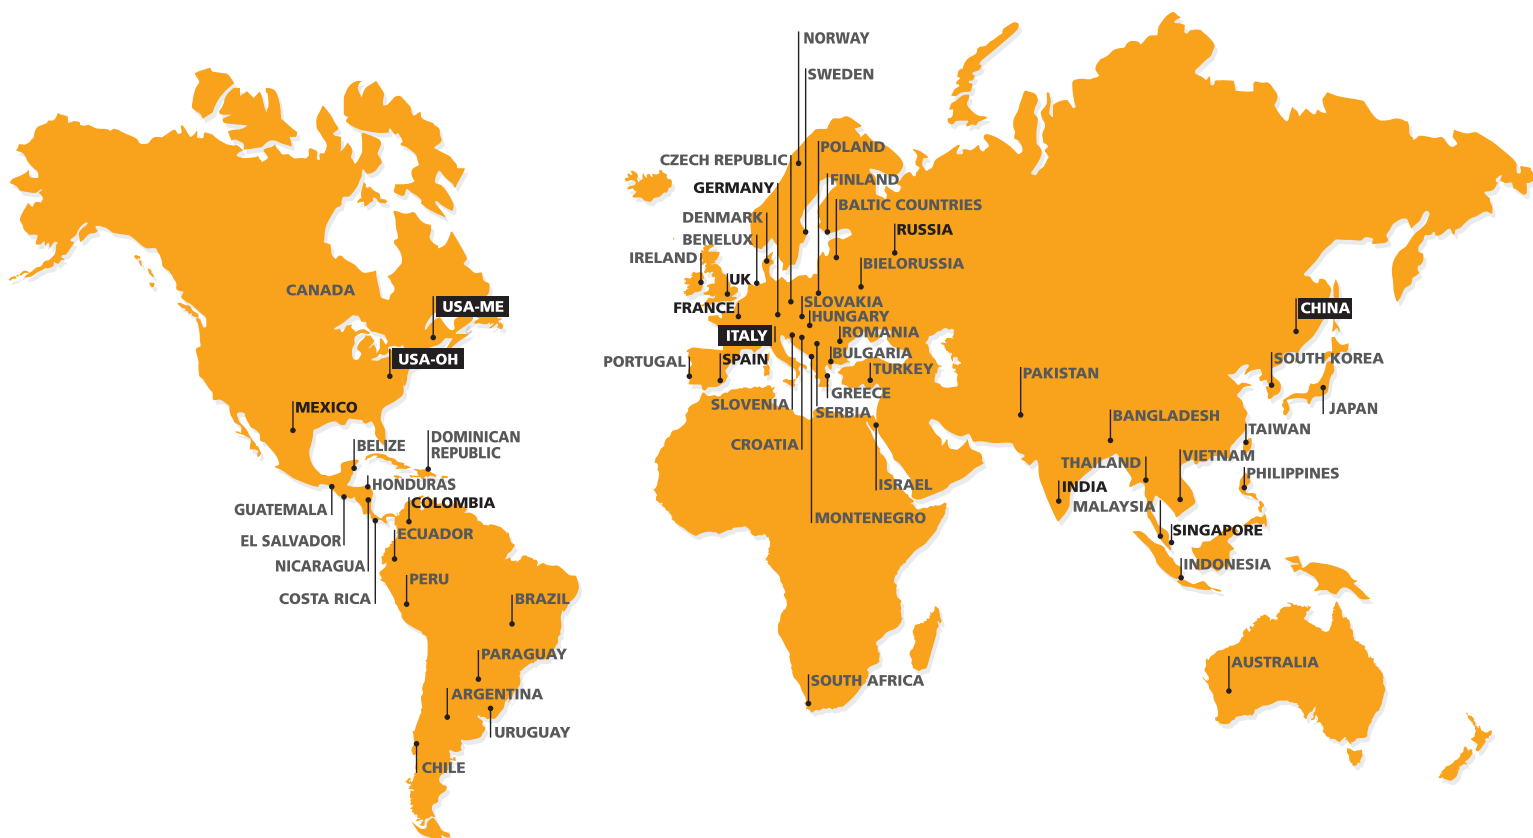 NORWAY
SWEDEN
POLAND
CZECH REPUBLIC
FINLAND
GERMANY
BALTIC COUNTRIES
DENMARK
RUSSIA
BENELUX
IRELAND
BIELORUSSIA
UK
CANADA
USA-ME
FRANCE
SLOVAKIA
HUNGARY
CHINA
ITALY
ROMANIA
USA-OH
BULGARIA
SOUTH KOREA
PORTUGAL
SPAIN
TURKEY
PAKISTAN
GREECE
MEXICO
SLOVENIA
SERBIA
JAPAN
BANGLADESH
TAIWAN
DOMINICAN
REPUBLIC
BELIZE
CROATIA
VIETNAM
THAILAND
PHILIPPINES
HONDURAS
ISRAEL
INDIA
COLOMBIA
MALAYSIA
GUATEMALA
MONTENEGRO
SINGAPORE
ECUADOR
EL SALVADOR
NICARAGUA
INDONESIA
PERU
COSTA RICA
BRAZIL
PARAGUAY
AUSTRALIA
SOUTH AFRICA
ARGENTINA
URUGUAY
CHILE